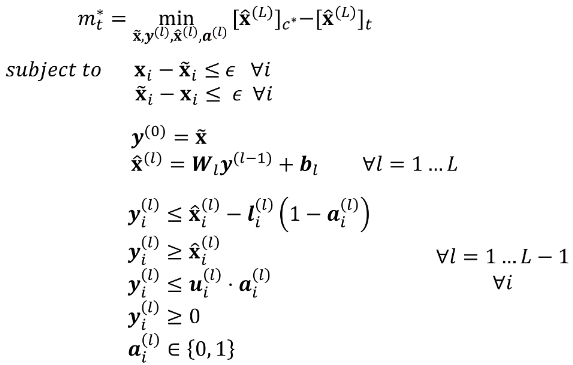 m*_t = min_{x̃,y^(l),x̂^(l),a^(l)} [x̂^(L)]_{c*}−[x̂^(L)]_t
subject to x_i − x̃_i ≤ ϵ ∀i
x̃_i − x_i ≤ ϵ ∀i
y^(0) = x̃
x̂^(l) = W_l y^(l−1) + b_l ∀l = 1 … L
y_i^(l) ≤ x̂_i^(l) − l_i^(l) (1 − a_i^(l))
y_i^(l) ≥ x̂_i^(l)
y_i^(l) ≤ u_i^(l) · a_i^(l)
y_i^(l) ≥ 0
a_i^(l) ∈ {0, 1}
∀l = 1 … L − 1
∀i